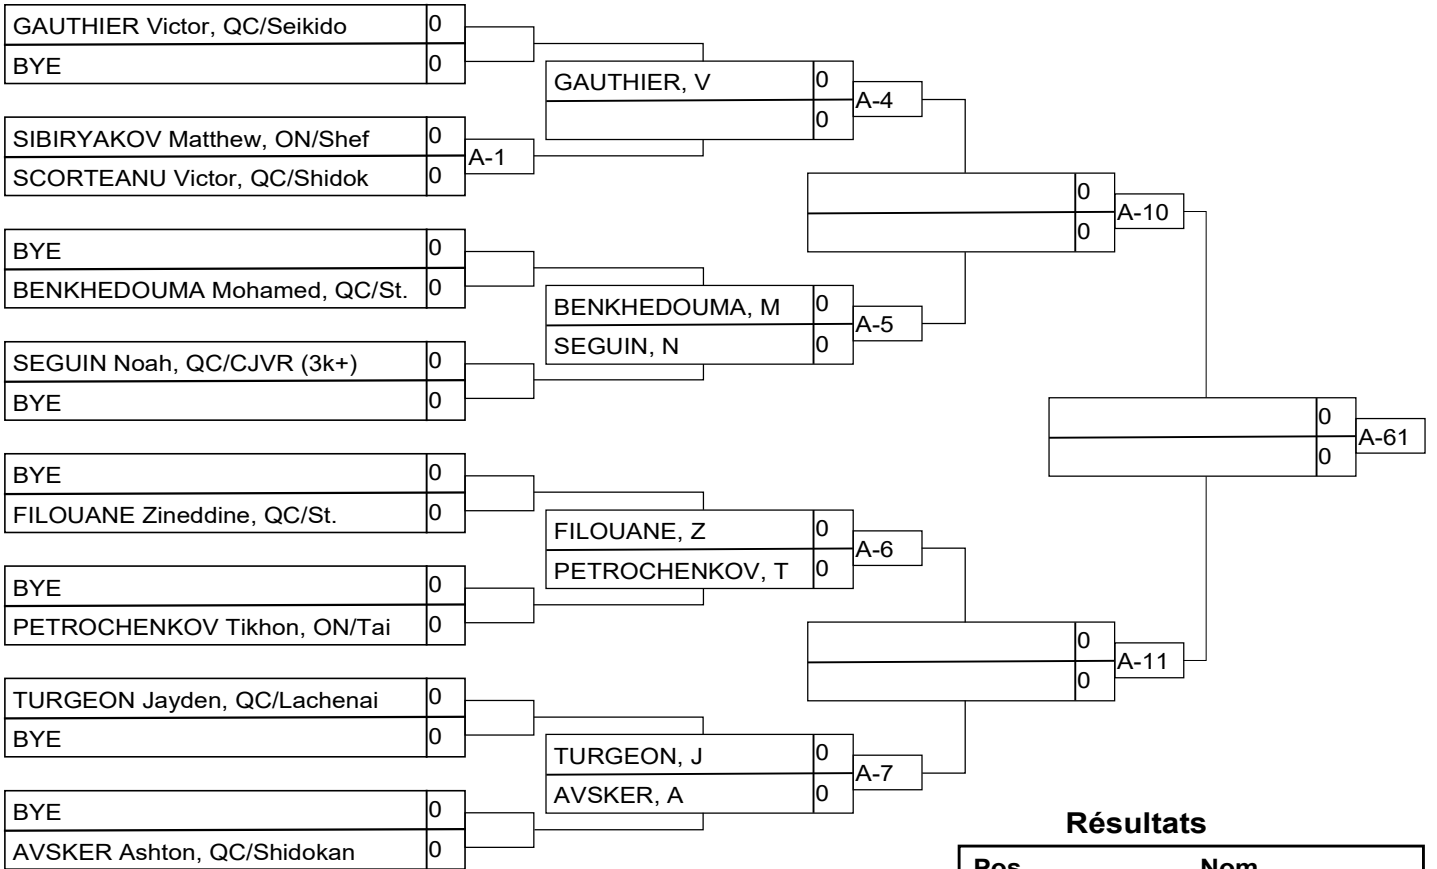 GAUTHIER Victor, QC/Seikido 0
BYE 0
SIBIRYAKOV Matthew, ON/Shef 0
A-1
SCORTEANU Victor, QC/Shidok 0
BYE 0
BENKHEDOUMA Mohamed, QC/St. 0
SEGUIN Noah, QC/CJVR (3k+) 0
BYE 0
BYE 0
FILOUANE Zineddine, QC/St. 0
BYE 0
PETROCHENKOV Tikhon, ON/Tai 0
TURGEON Jayden, QC/Lachenai 0
BYE 0
BYE 0
AVSKER Ashton, QC/Shidokan 0
GAUTHIER, V 0
A-4
0
BENKHEDOUMA, M 0
A-5
SEGUIN, N 0
FILOUANE, Z 0
A-6
PETROCHENKOV, T 0
TURGEON, J 0
A-7
AVSKER, A 0
0
A-10
0
0
A-11
0
0
A-61
0
Résultats
Pos Nom